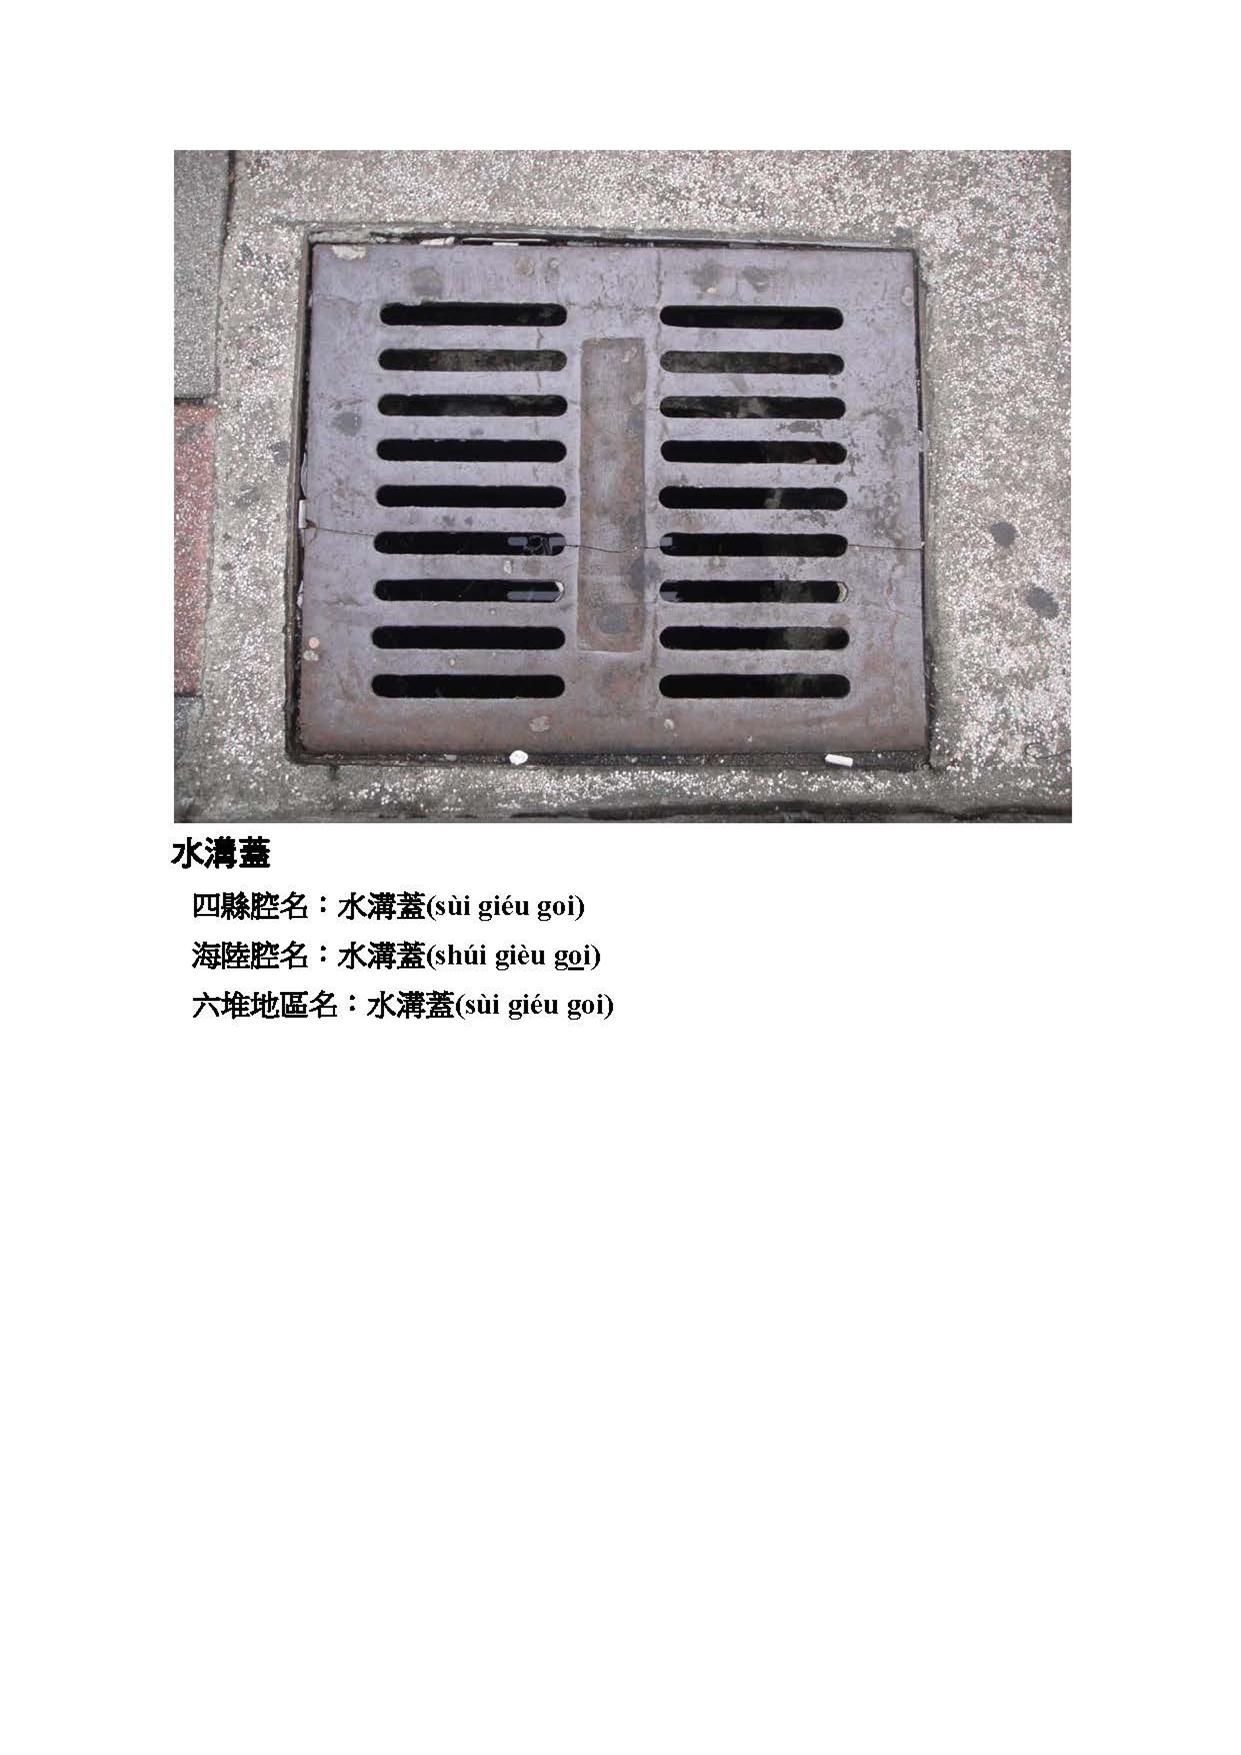 水溝蓋
四縣腔名：水溝蓋(sùi giéu goi)
海陸腔名：水溝蓋(shúi gièu goi)
六堆地區名：水溝蓋(sùi giéu goi)